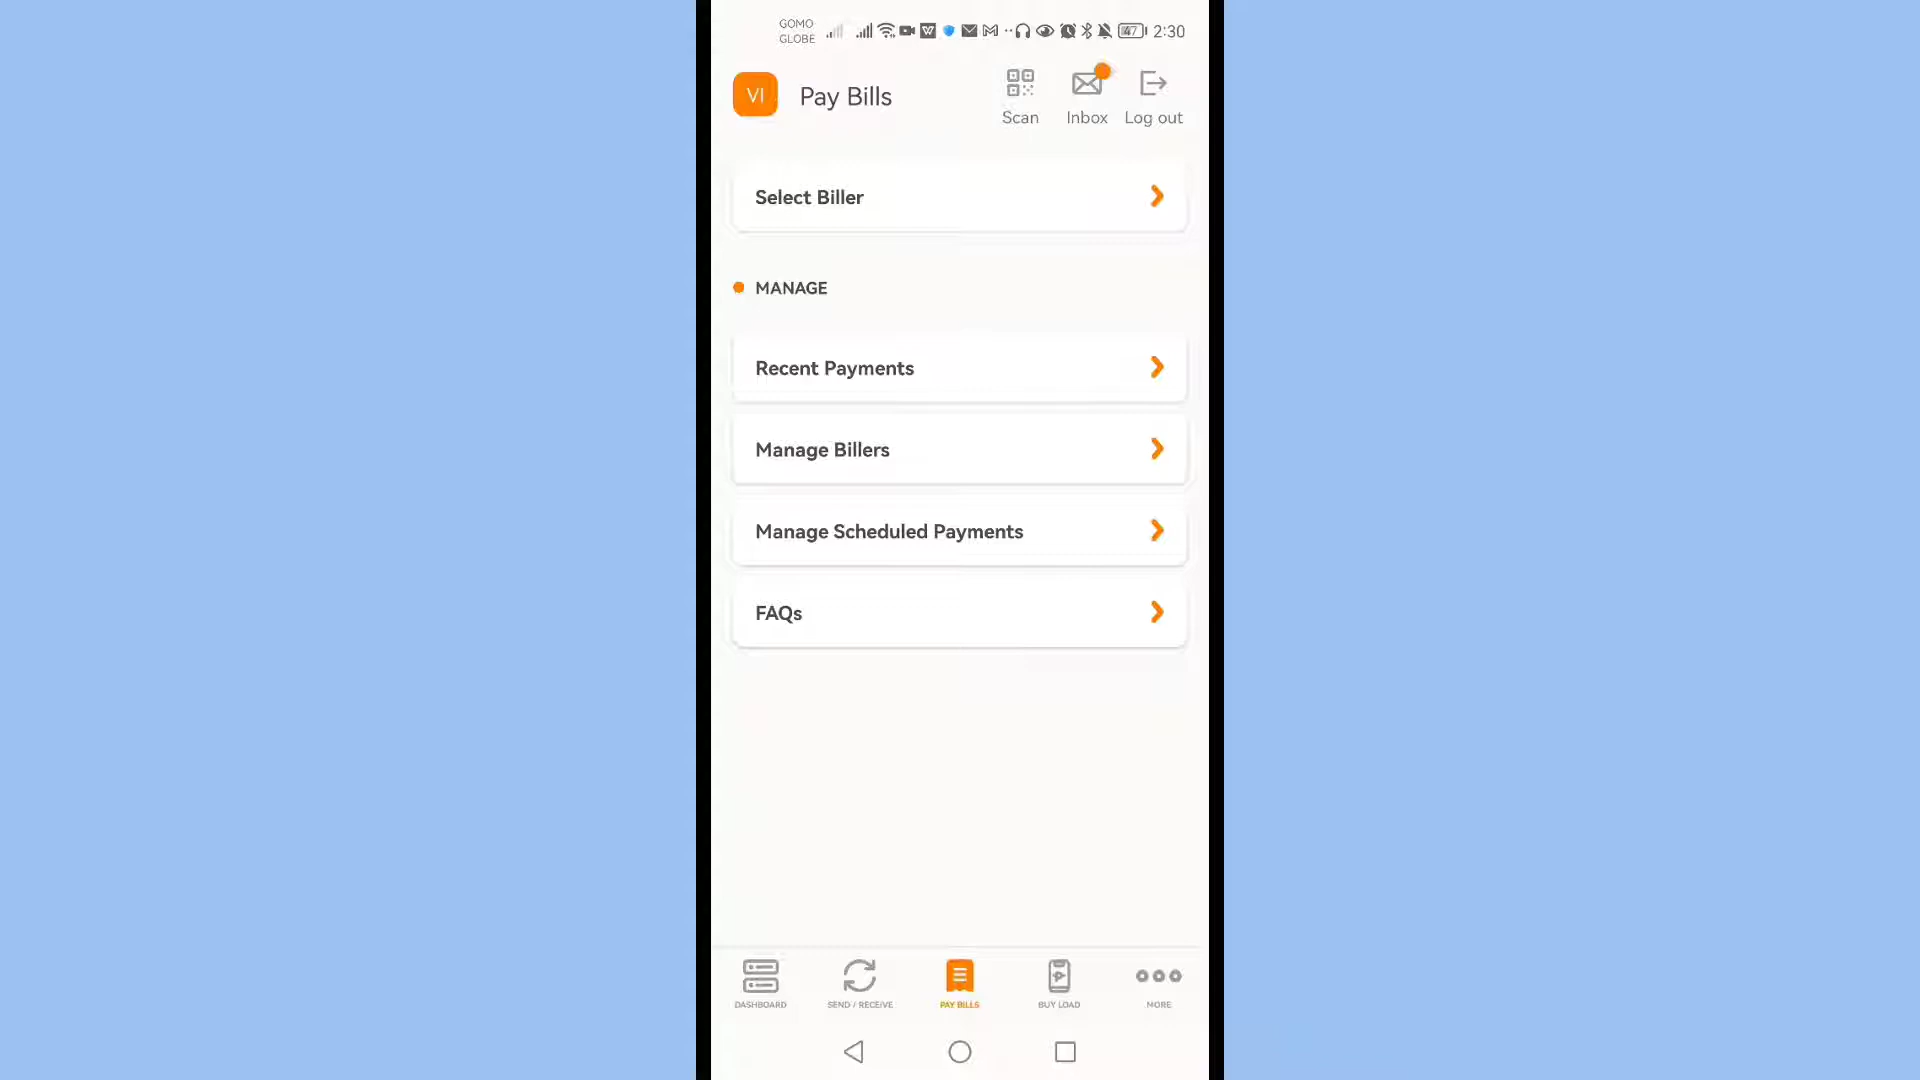 GOMO
GLOBE
47
2:30
VI
Pay Bills
Scan
Inbox
Log out
Select Biller
MANAGE
Recent Payments
Manage Billers
Manage Scheduled Payments
FAQs
DASHBOARD
SEND / RECEIVE
PAY BILLS
BUY LOAD
MORE